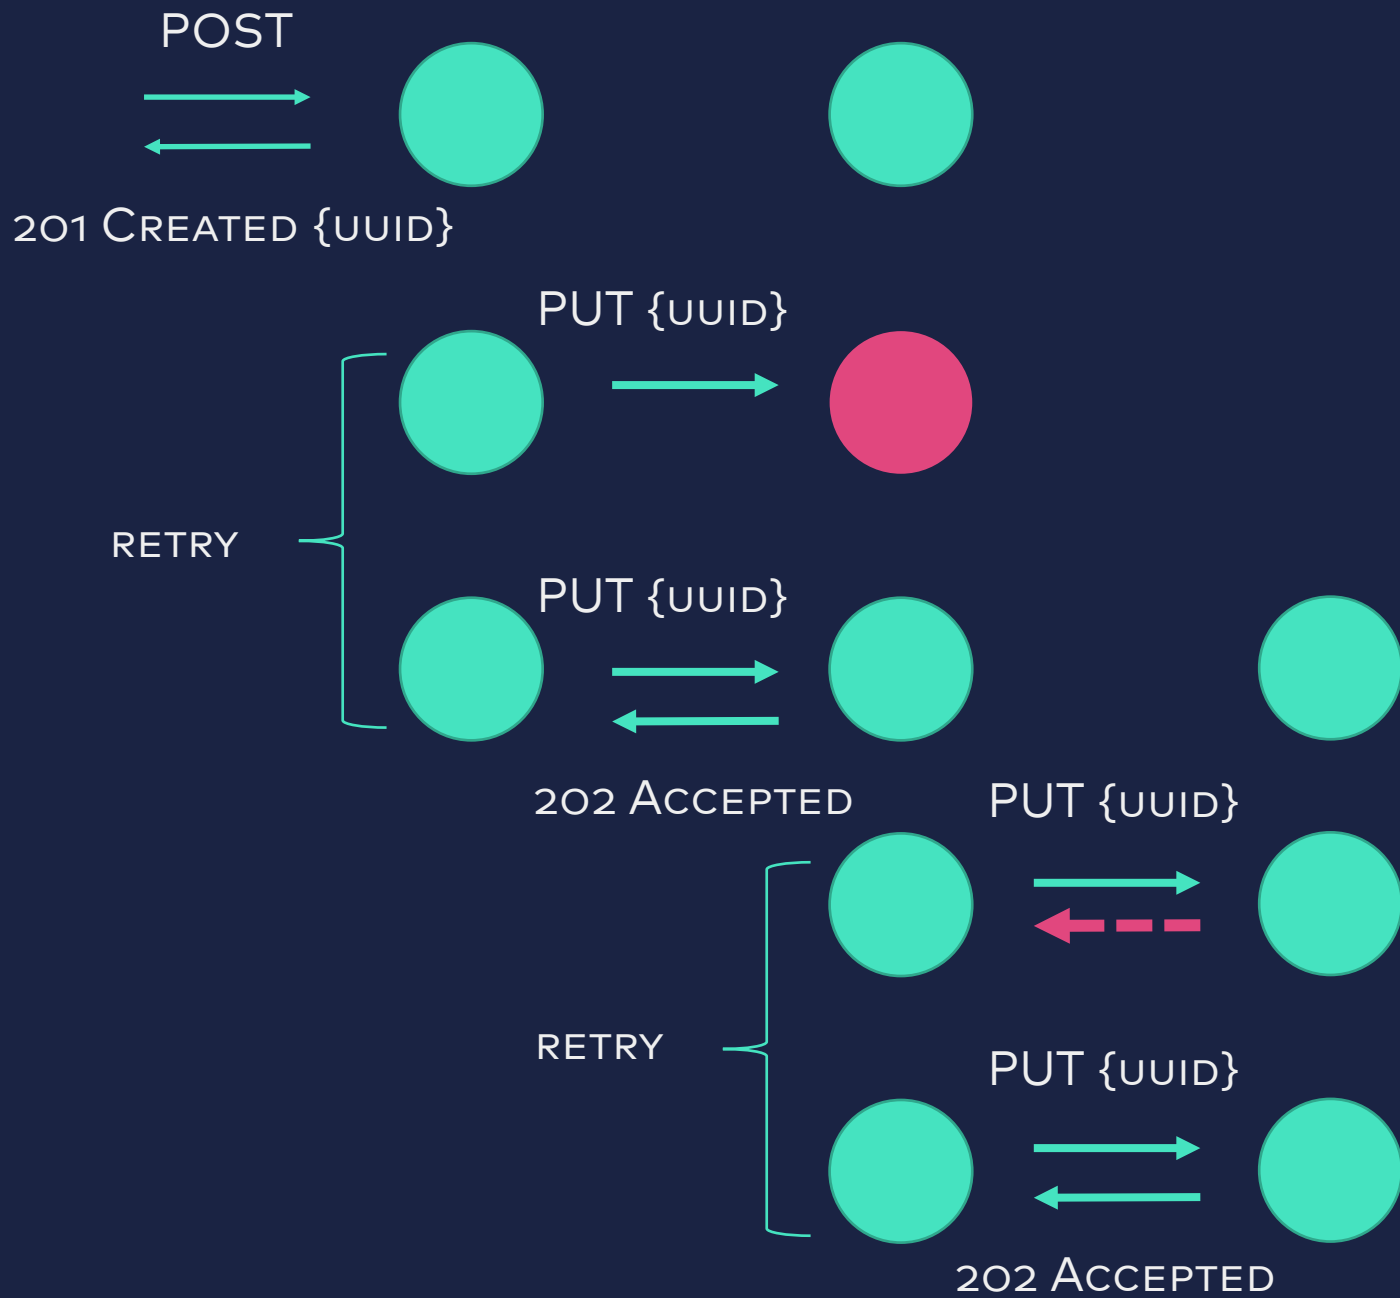 POST
201 Created {uuid}
PUT {uuid}
retry
PUT {uuid}
202 Accepted
PUT {uuid}
retry
PUT {uuid}
202 Accepted